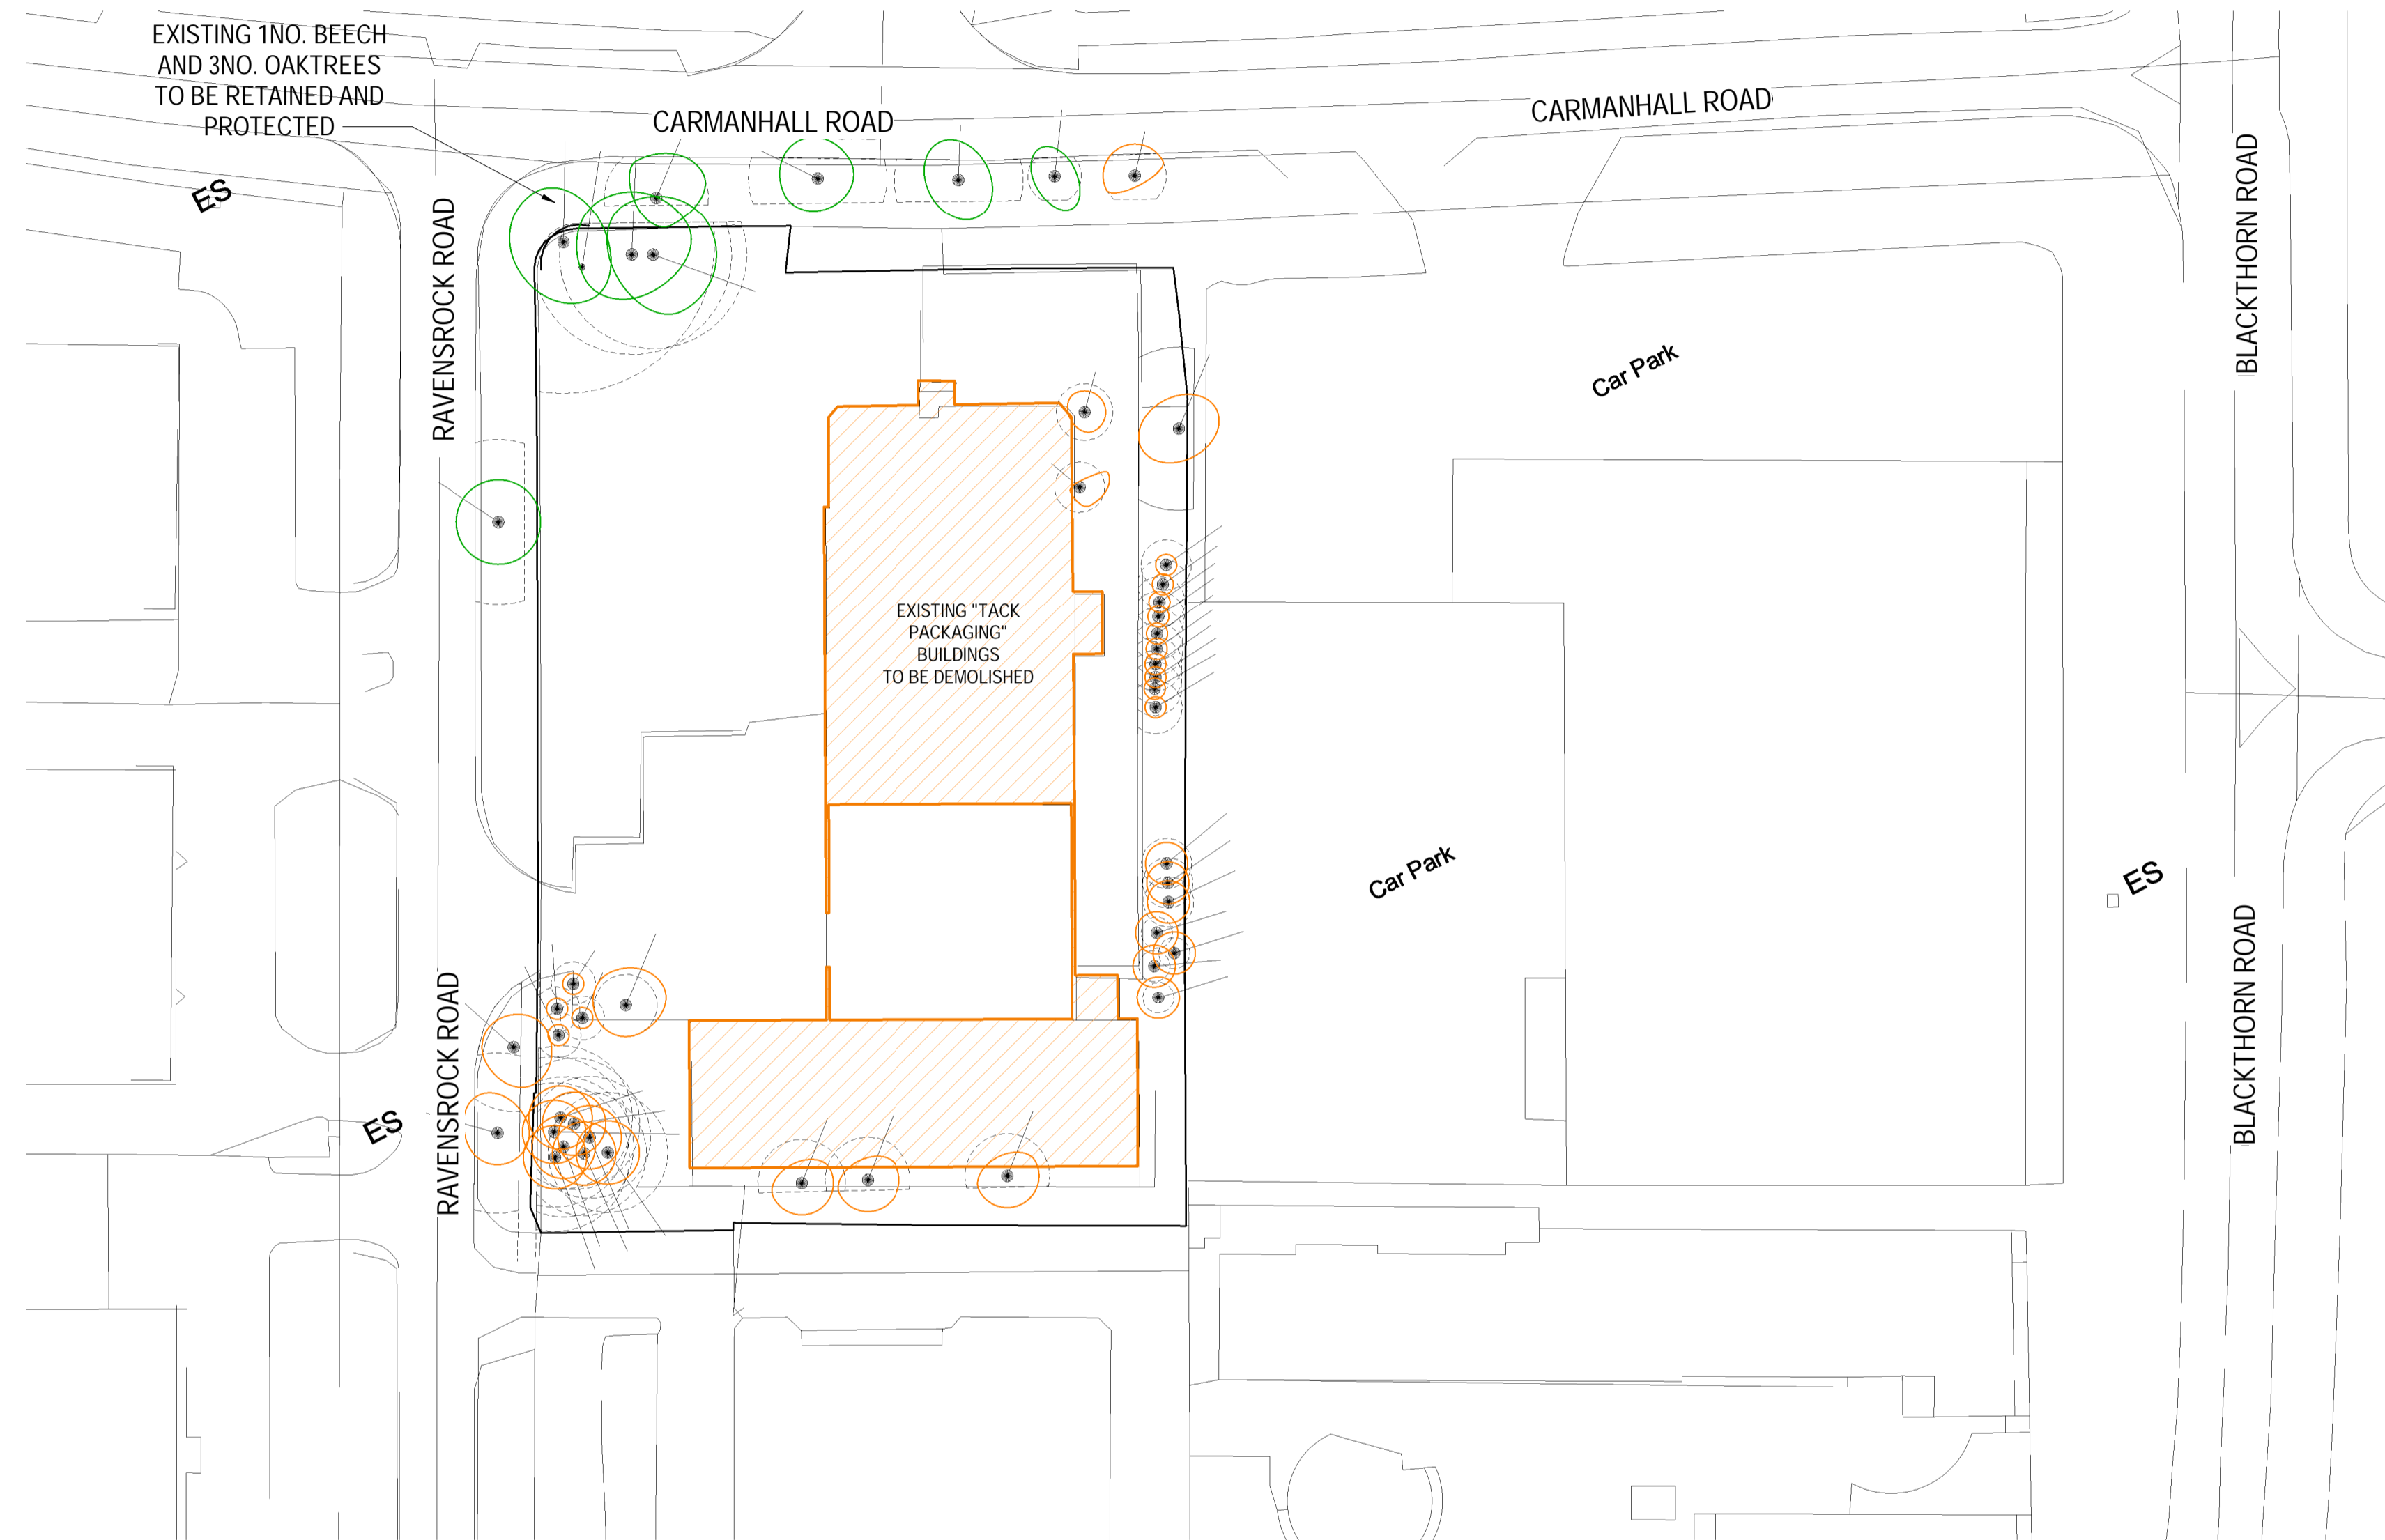 EXISTING 1NO. BEECH
AND 3NO. OAKTREES
TO BE RETAINED AND
PROTECTED
CARMANHALL ROAD
CARMANHALL ROAD
ES
RAVENSROCK ROAD
BLACKTHORN ROAD
Car Park
EXISTING "TACK
PACKAGING"
BUILDINGS
TO BE DEMOLISHED
Car Park
ES
RAVENSROCK ROAD
BLACKTHORN ROAD
ES